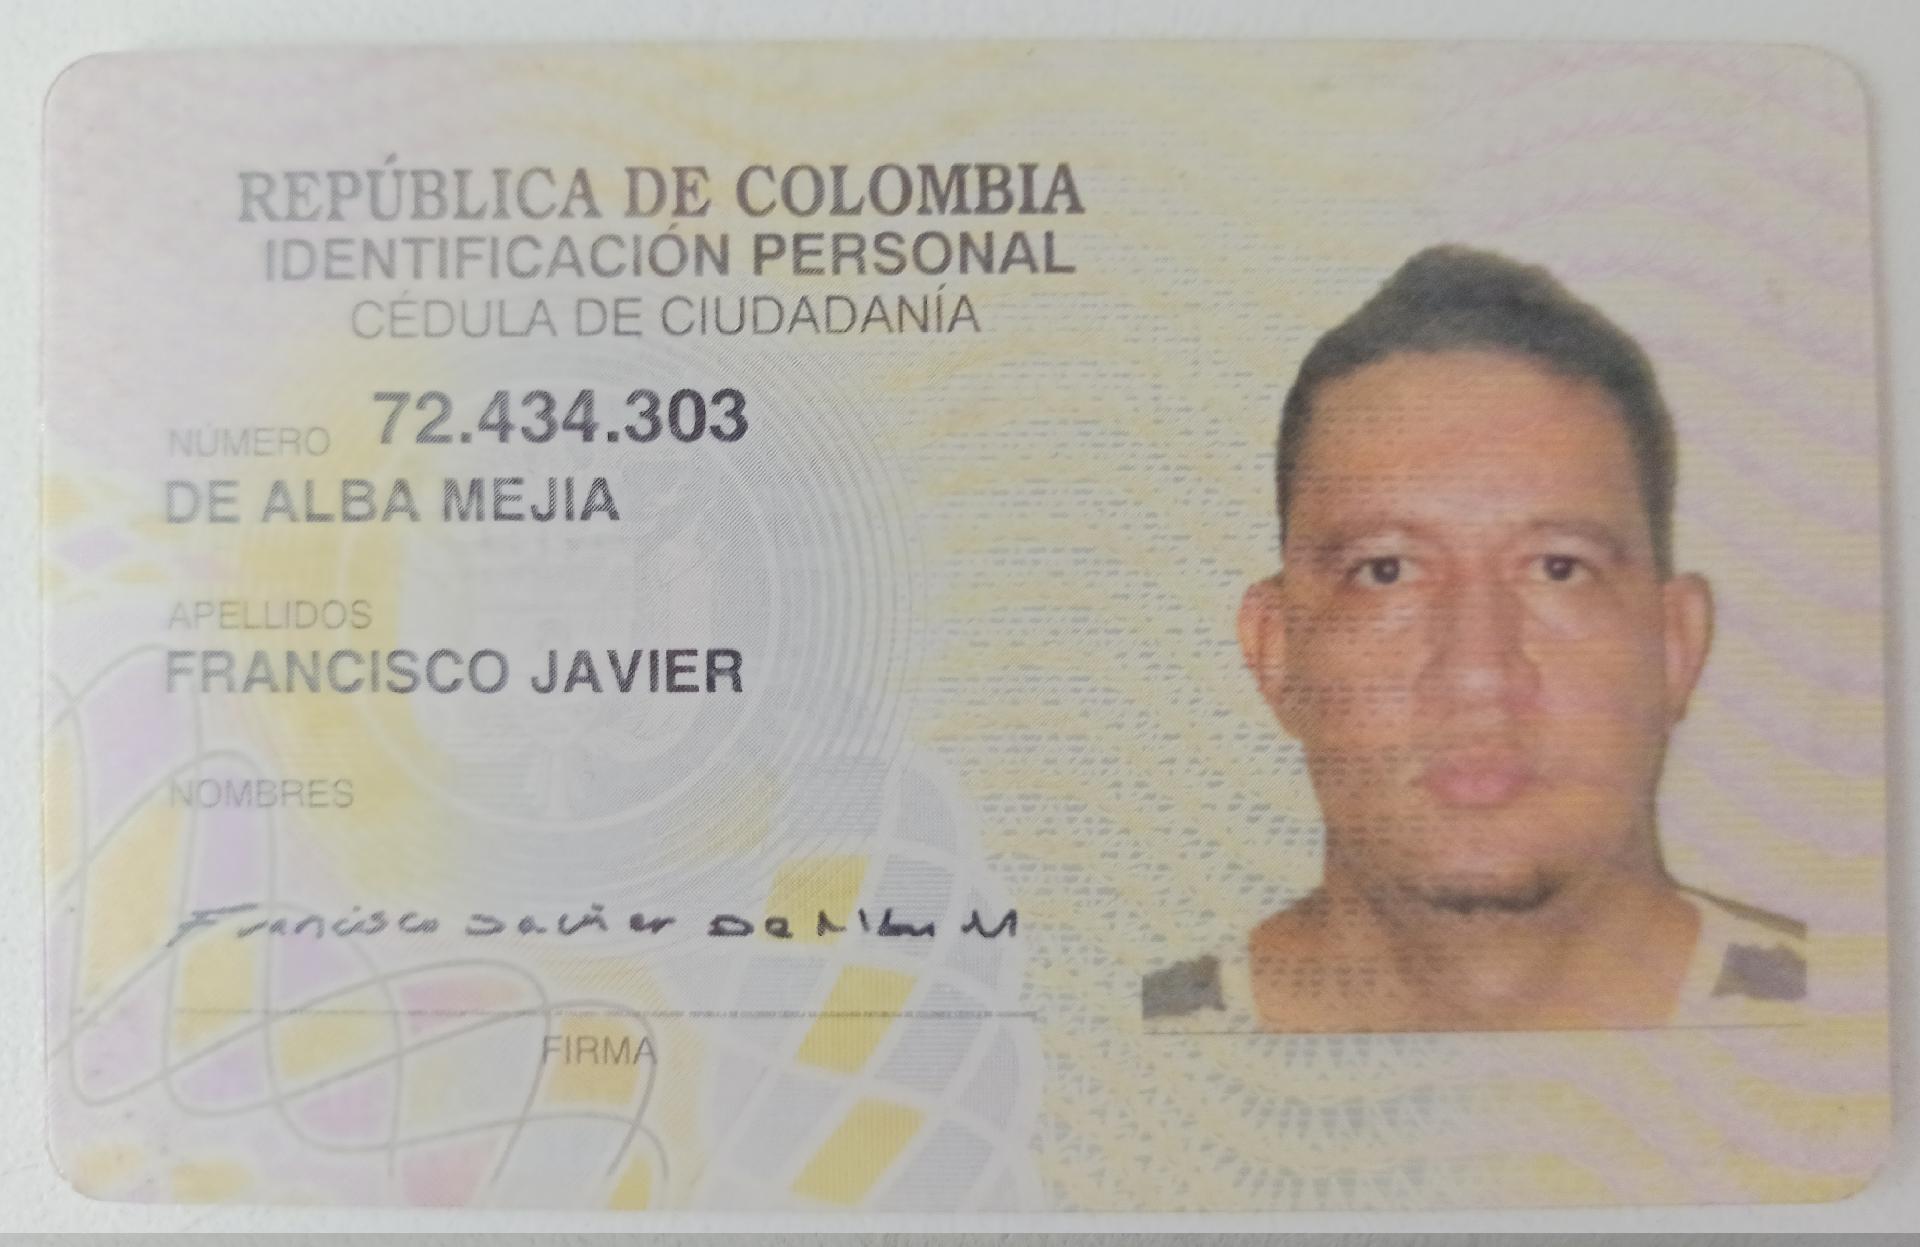 REPÚBLICA DE COLOMBIA
IDENTIFICACIÓN PERSONAL
CÉDULA DE CIUDADANÍA
NÚMERO 72.434.303
DE ALBA MEJIA
APELLIDOS
FRANCISCO JAVIER
NOMBRES
Francisco Javier De Alba M
FIRMA